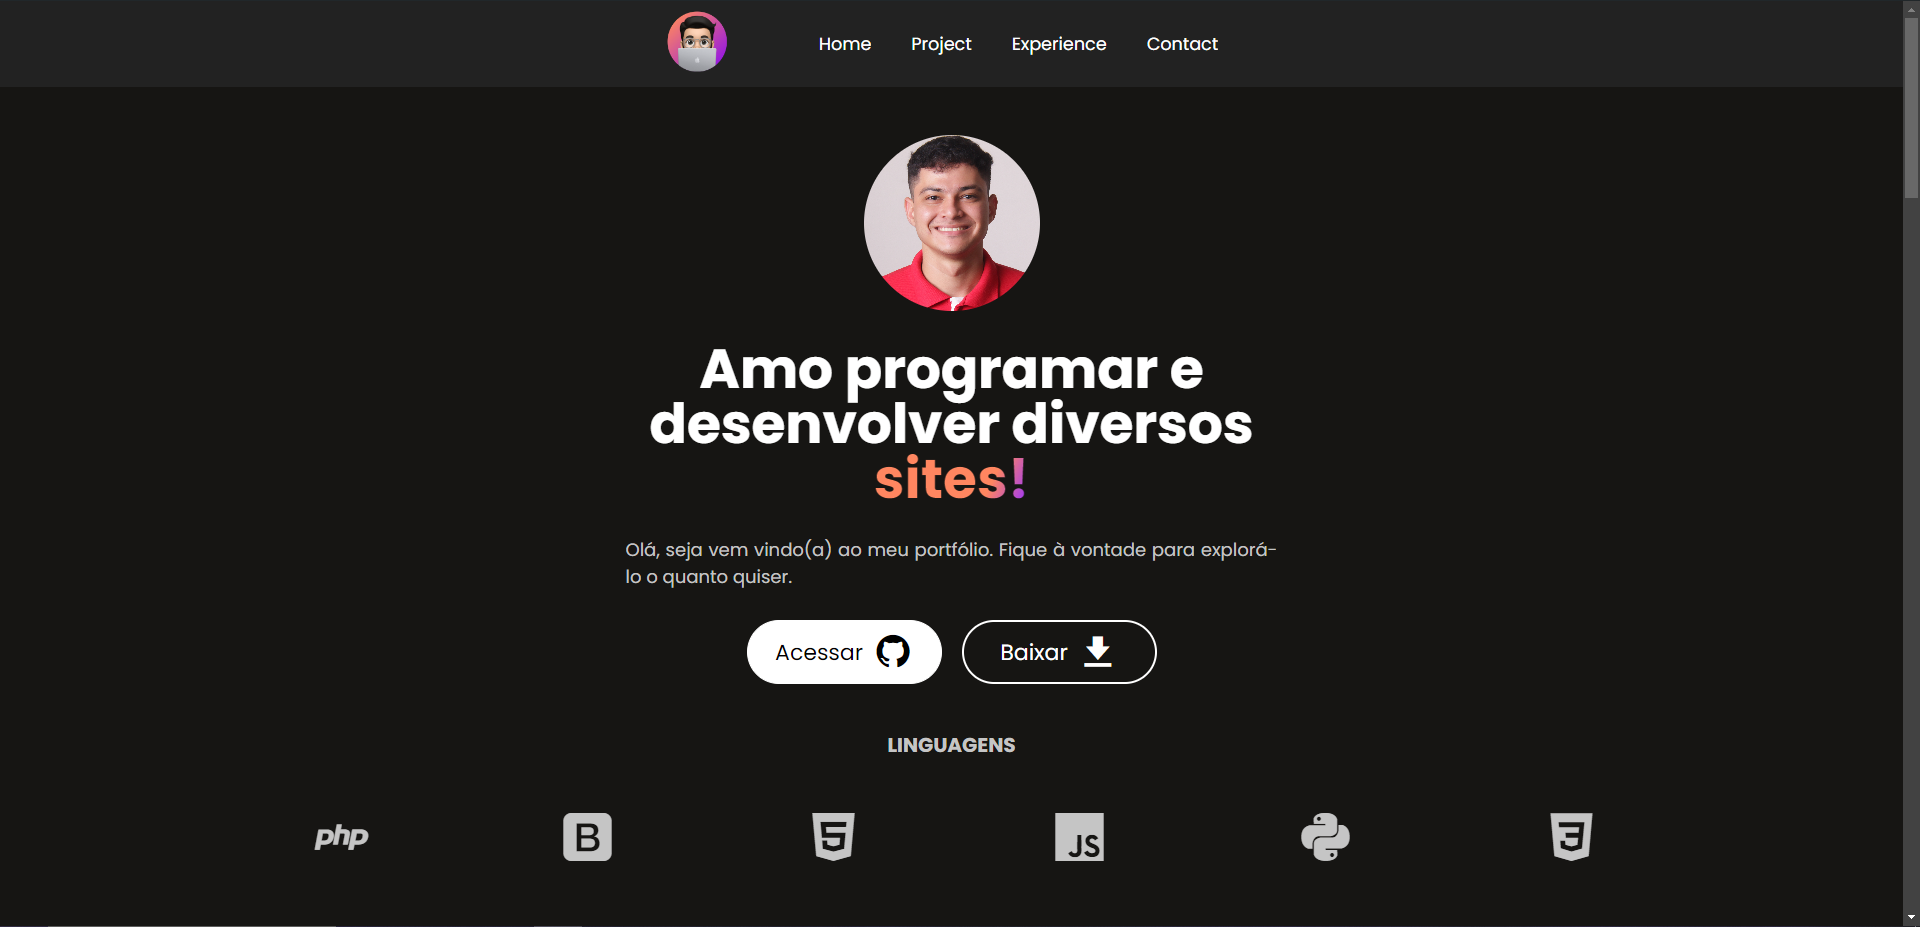 Home Project Experience Contact
Amo programar e
desenvolver diversos
sites!
Olá, seja vem vindo(a) ao meu portfólio. Fique à vontade para explorá-
lo o quanto quiser.
Acessar Baixar
LINGUAGENS
php B 5 JS 3